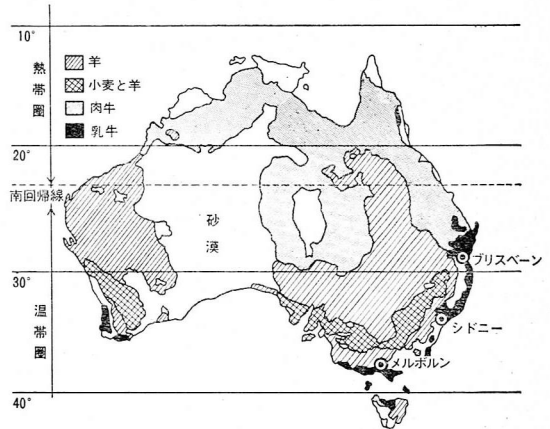 10°
熱帯圏
羊
小麦と羊
肉牛
乳牛
20°
南回帰線
砂漠
ブリスベーン
30°
シドニー
温帯圏
メルボルン
40°